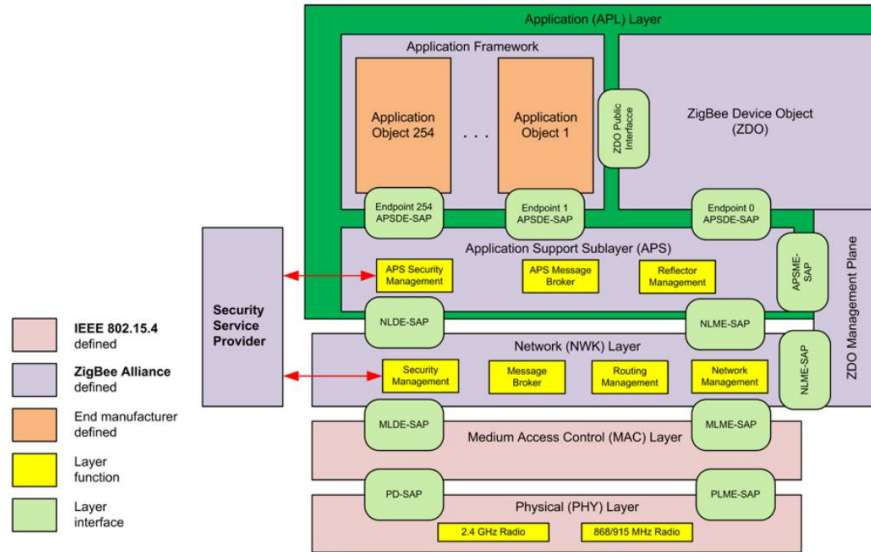 Application (APL) Layer
Application Framework
Application
Object 254
. . .
Application
Object 1
ZDO Public
Interfacce
ZigBee Device Object
(ZDO)
Endpoint 254
APSDE-SAP
Endpoint 1
APSDE-SAP
Endpoint 0
APSDE-SAP
Application Support Sublayer (APS)
APS Security
Management
APS Message
Broker
Reflector
Management
APSME-
SAP
ZDO Management Plane
Security
Service
Provider
NLDE-SAP
NLME-SAP
Network (NWK) Layer
Security
Management
Message
Broker
Routing
Management
Network
Management
NLME-SAP
MLDE-SAP
MLME-SAP
Medium Access Control (MAC) Layer
PD-SAP
PLME-SAP
Physical (PHY) Layer
2.4 GHz Radio
868/915 MHz Radio
IEEE 802.15.4
defined
ZigBee Alliance
defined
End manufacturer
defined
Layer
function
Layer
interface